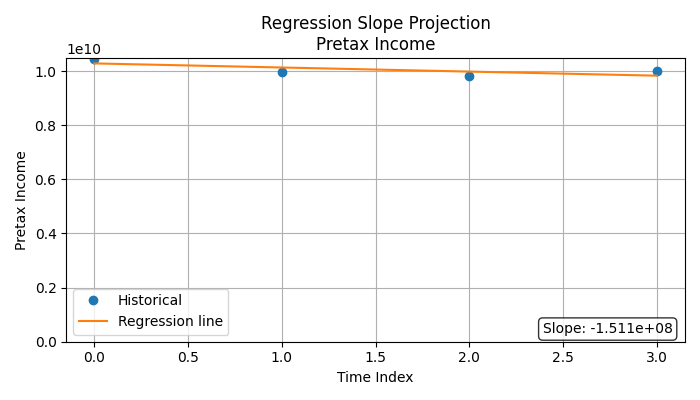 Regression Slope Projection
Pretax Income
1e10
1.0
0.8
0.6
0.4
0.2
0.0
Pretax Income
Historical
Regression line
Slope: -1.511e+08
0.0 0.5 1.0 1.5 2.0 2.5 3.0
Time Index